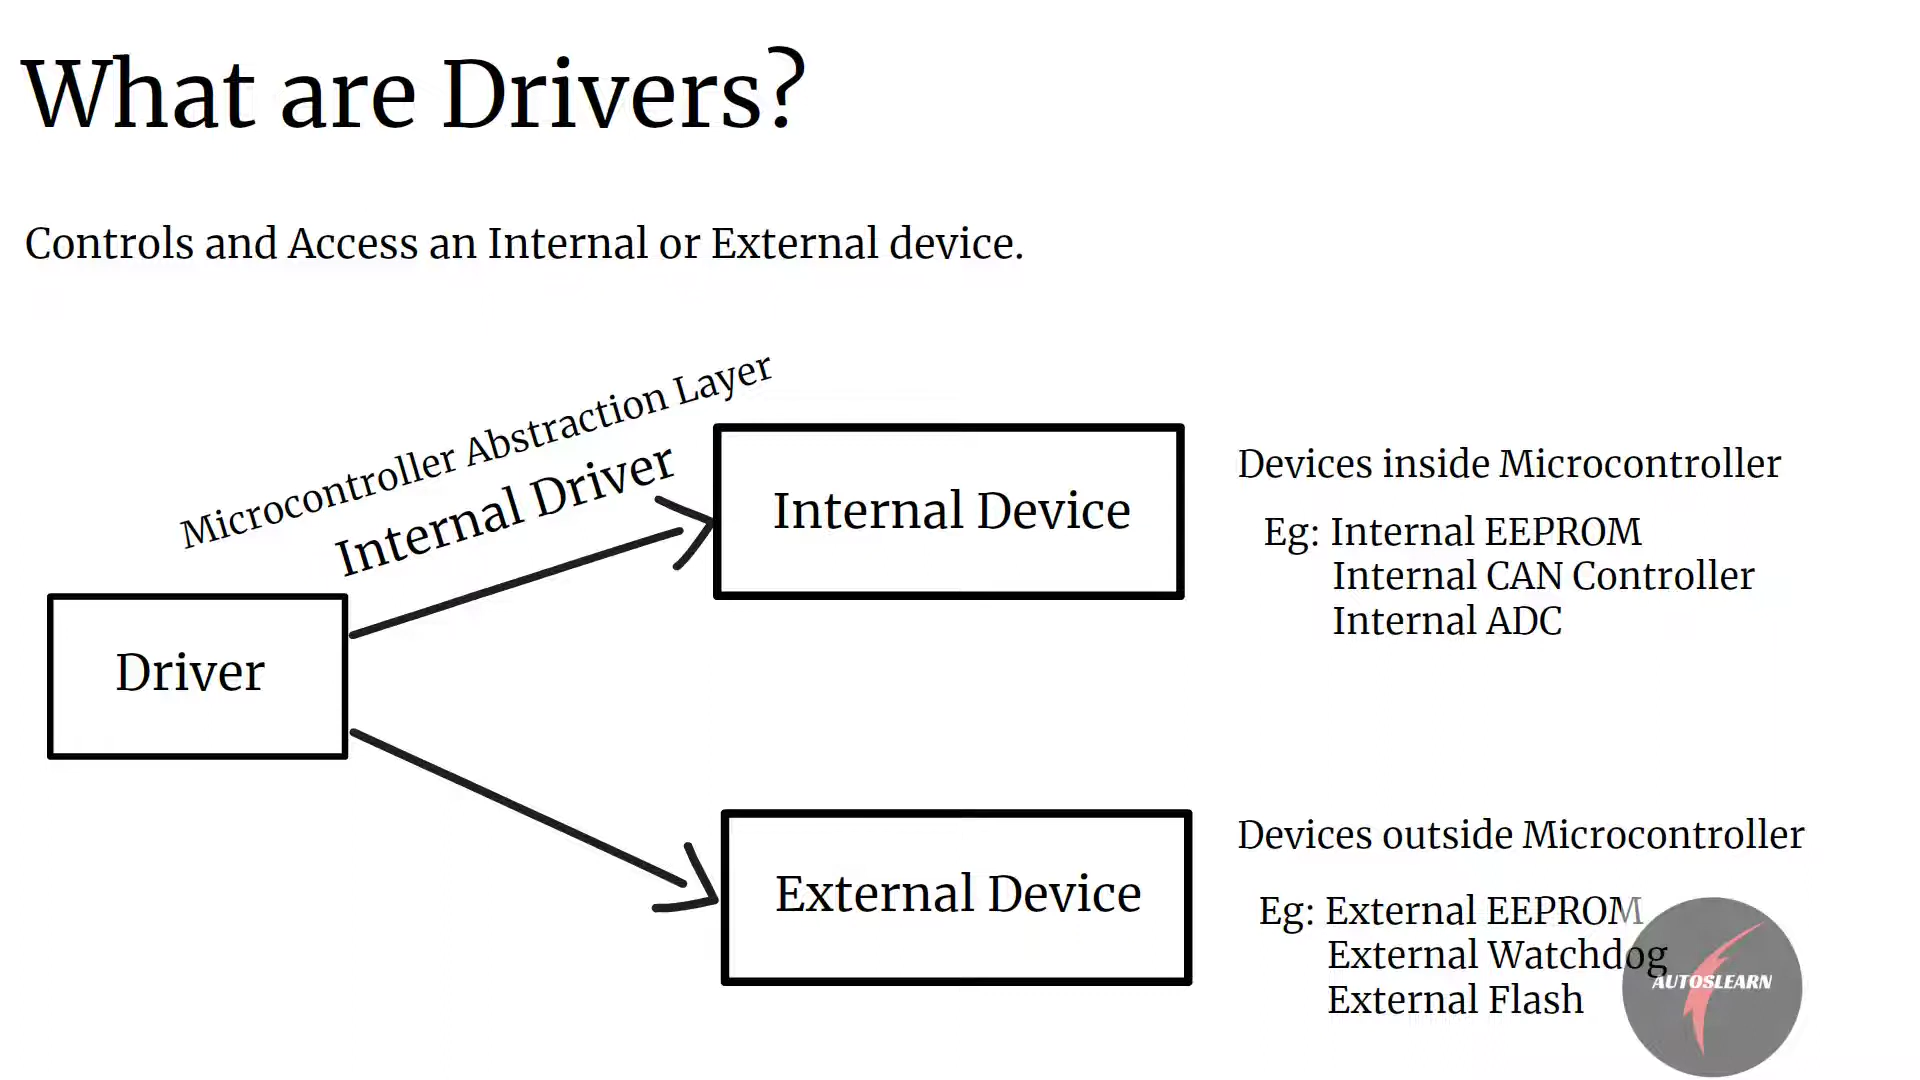 What are Drivers?
Controls and Access an Internal or External device.
Microcontroller Abstraction Layer
Internal Driver
Internal Device
Devices inside Microcontroller
Eg: Internal EEPROM
Internal CAN Controller
Internal ADC
Driver
External Device
Devices outside Microcontroller
Eg: External EEPROM
External Watchdog
External Flash
AUTOSLEARN